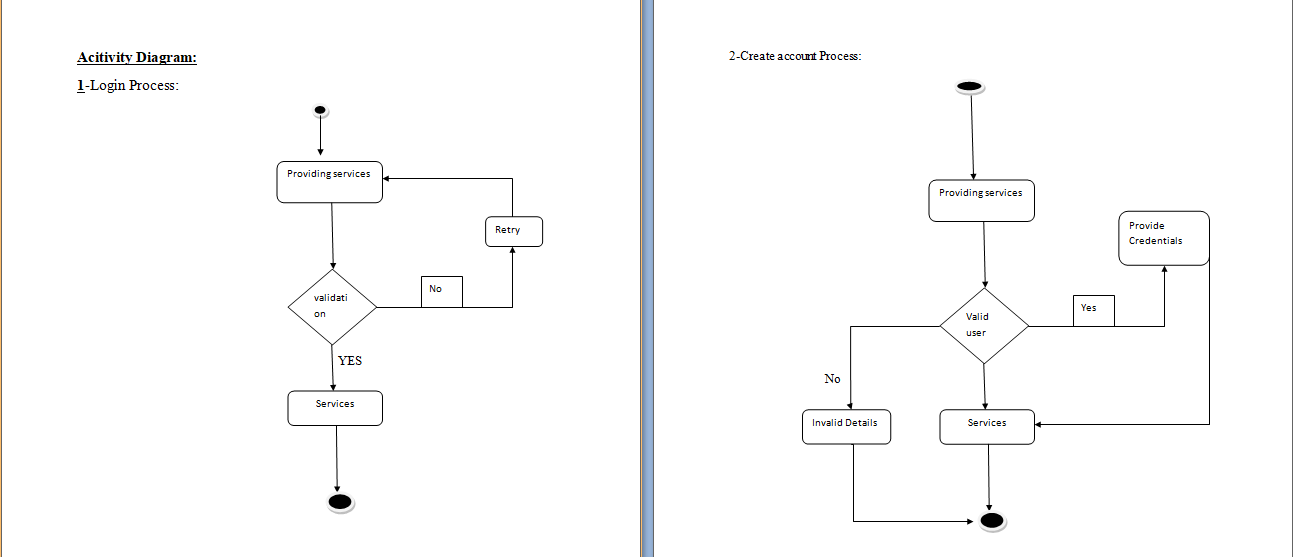 Acitivity Diagram:
1-Login Process:
Providing services
Retry
No
validati
on
YES
Services
2-Create account Process:
Providing services
Provide
Credentials
Yes
Valid
user
No
Invalid Details
Services